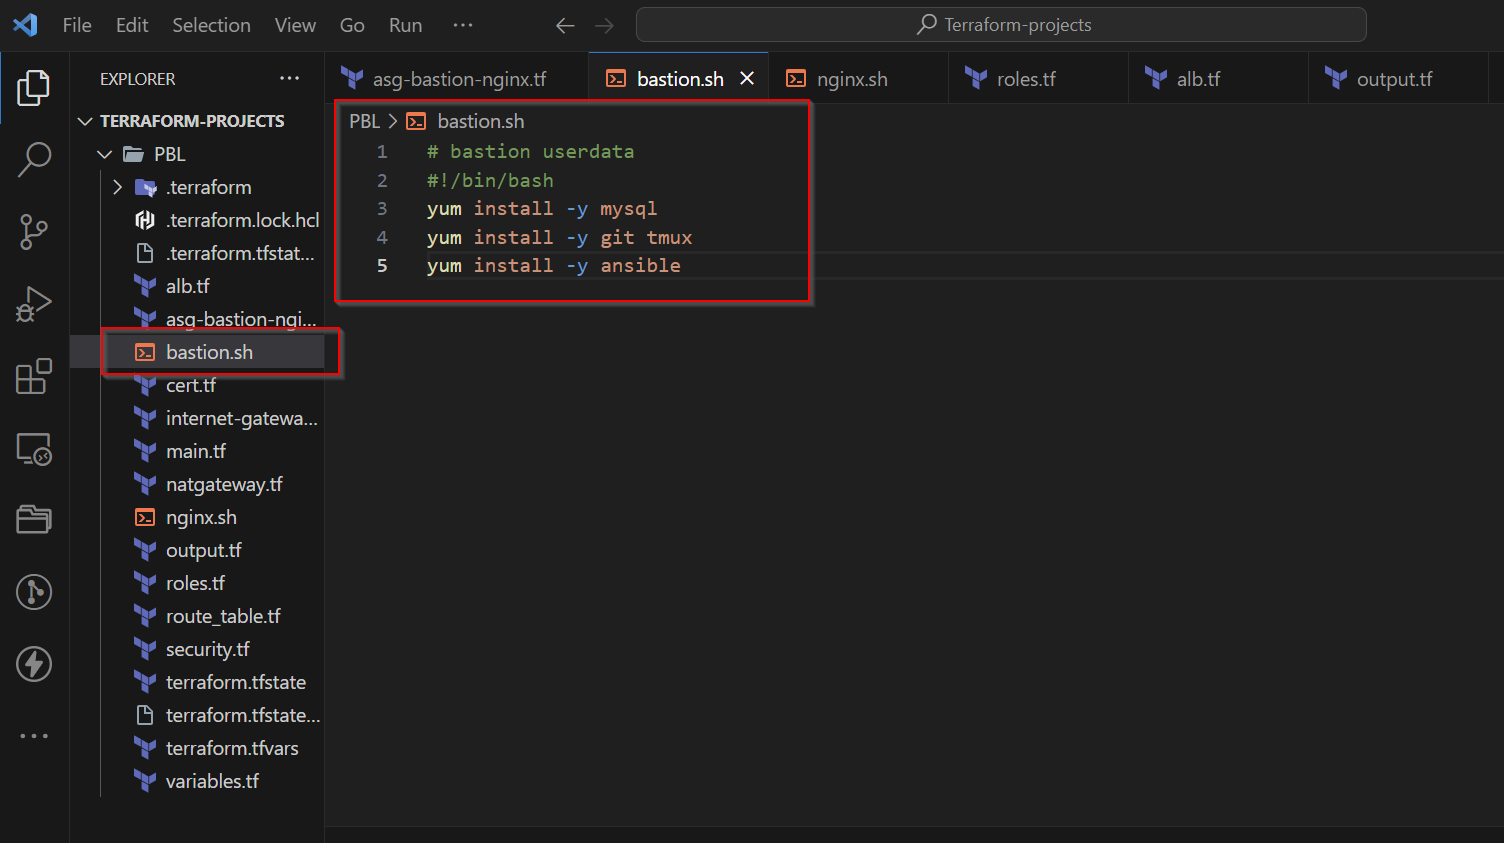 File Edit Selection View Go Run ···
Terraform-projects
EXPLORER ···
TERRAFORM-PROJECTS
PBL
.terraform
.terraform.lock.hcl
.terraform.tfstat...
alb.tf
asg-bastion-ngi...
bastion.sh
cert.tf
internet-gatewa...
main.tf
natgateway.tf
nginx.sh
output.tf
roles.tf
route_table.tf
security.tf
terraform.tfstate
terraform.tfstate...
terraform.tfvars
variables.tf
asg-bastion-nginx.tf bastion.sh nginx.sh roles.tf alb.tf output.tf
PBL > bastion.sh
1 # bastion userdata
2 #!/bin/bash
3 yum install -y mysql
4 yum install -y git tmux
5 yum install -y ansible